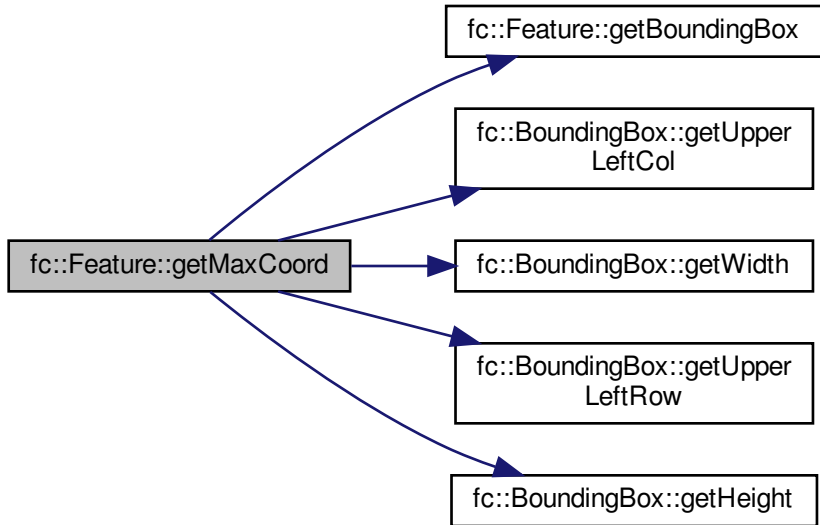 fc::Feature::getBoundingBox
fc::BoundingBox::getUpper
LeftCol
fc::Feature::getMaxCoord
fc::BoundingBox::getWidth
fc::BoundingBox::getUpper
LeftRow
fc::BoundingBox::getHeight